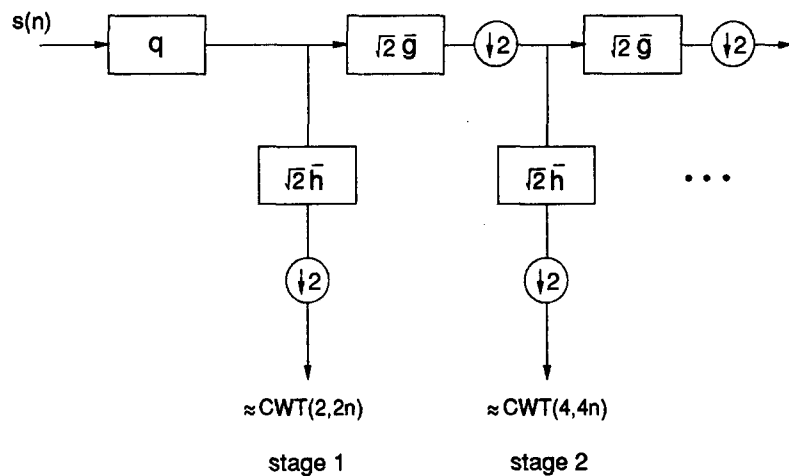 s(n)
q
√2 g̅
↓2
√2 g̅
↓2
√2 h̅
√2 h̅
• • •
↓2
↓2
≈CWT(2,2n)
≈CWT(4,4n)
stage 1
stage 2